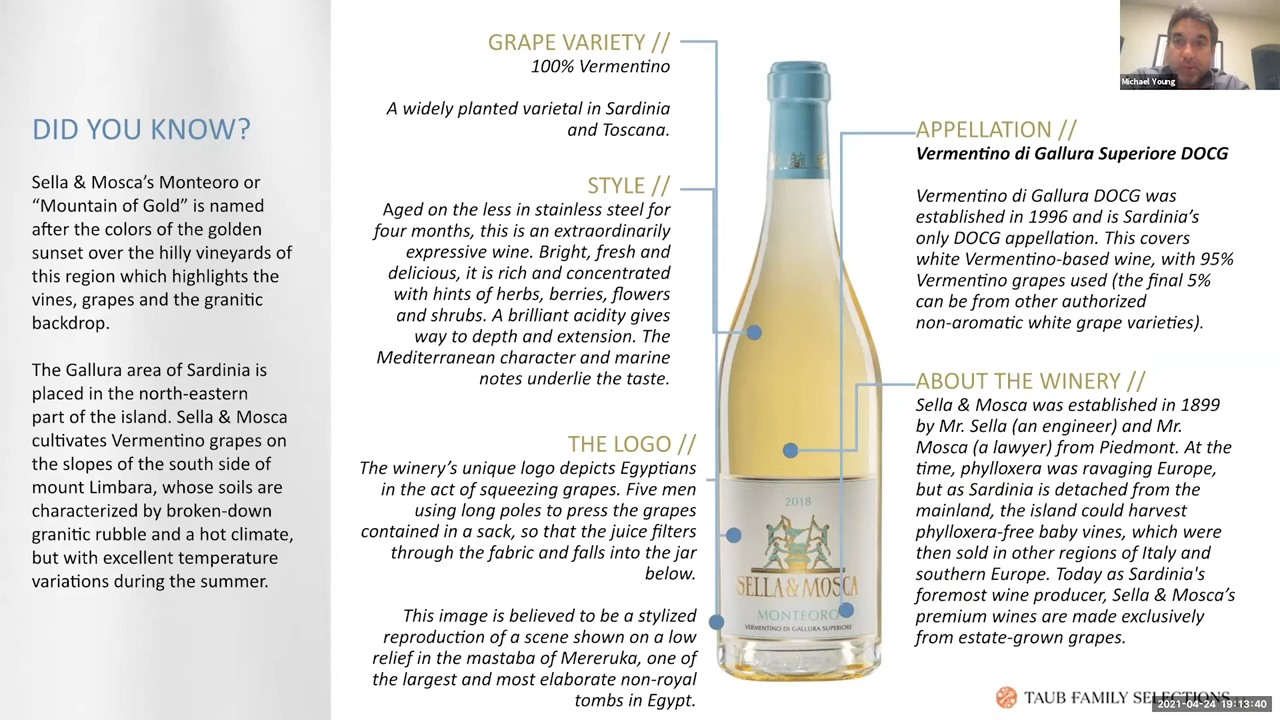 DID YOU KNOW?
Sella & Mosca's Monteoro or
“Mountain of Gold” is named
after the colors of the golden
sunset over the hilly vineyards of
this region which highlights the
vines, grapes and the granitic
backdrop.
The Gallura area of Sardinia is
placed in the north-eastern
part of the island. Sella & Mosca
cultivates Vermentino grapes on
the slopes of the south side of
mount Limbara, whose soils are
characterized by broken-down
granitic rubble and a hot climate,
but with excellent temperature
variations during the summer.
GRAPE VARIETY //
100% Vermentino
A widely planted varietal in Sardinia
and Toscana.
STYLE //
Aged on the less in stainless steel for
four months, this is an extraordinarily
expressive wine. Bright, fresh and
delicious, it is rich and concentrated
with hints of herbs, berries, flowers
and shrubs. A brilliant acidity gives
way to depth and extension. The
Mediterranean character and marine
notes underlie the taste.
THE LOGO //
The winery's unique logo depicts Egyptians
in the act of squeezing grapes. Five men
using long poles to press the grapes
contained in a sack, so that the juice filters
through the fabric and falls into the jar
below.
This image is believed to be a stylized
reproduction of a scene shown on a low
relief in the mastaba of Mereruka, one of
the largest and most elaborate non-royal
tombs in Egypt.
2018
SELLA & MOSCA
MONTEORO
VERMENTINO DI GALLURA SUPERIORE
Michael Young
APPELLATION //
Vermentino di Gallura Superiore DOCG
Vermentino di Gallura DOCG was
established in 1996 and is Sardinia's
only DOCG appellation. This covers
white Vermentino-based wine, with 95%
Vermentino grapes used (the final 5%
can be from other authorized
non-aromatic white grape varieties).
ABOUT THE WINERY //
Sella & Mosca was established in 1899
by Mr. Sella (an engineer) and Mr.
Mosca (a lawyer) from Piedmont. At the
time, phylloxera was ravaging Europe,
but as Sardinia is detached from the
mainland, the island could harvest
phylloxera-free baby vines, which were
then sold in other regions of Italy and
southern Europe. Today as Sardinia's
foremost wine producer, Sella & Mosca's
premium wines are made exclusively
from estate-grown grapes.
TAUB FAMILY SELECTIONS
2021-04-24 19:13:40